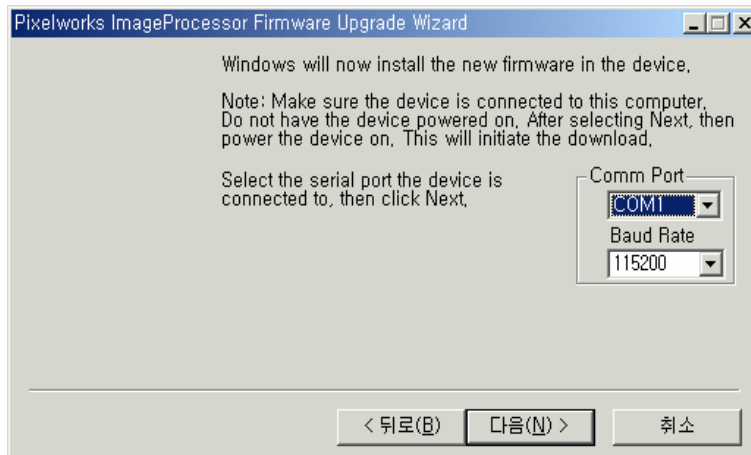 Pixelworks ImageProcessor Firmware Upgrade Wizard
Windows will now install the new firmware in the device.
Note: Make sure the device is connected to this computer.
Do not have the device powered on. After selecting Next, then
power the device on. This will initiate the download.
Select the serial port the device is
connected to, then click Next.
Comm Port
COM1
Baud Rate
115200
< 뒤로(B)
다음(N) >
취소